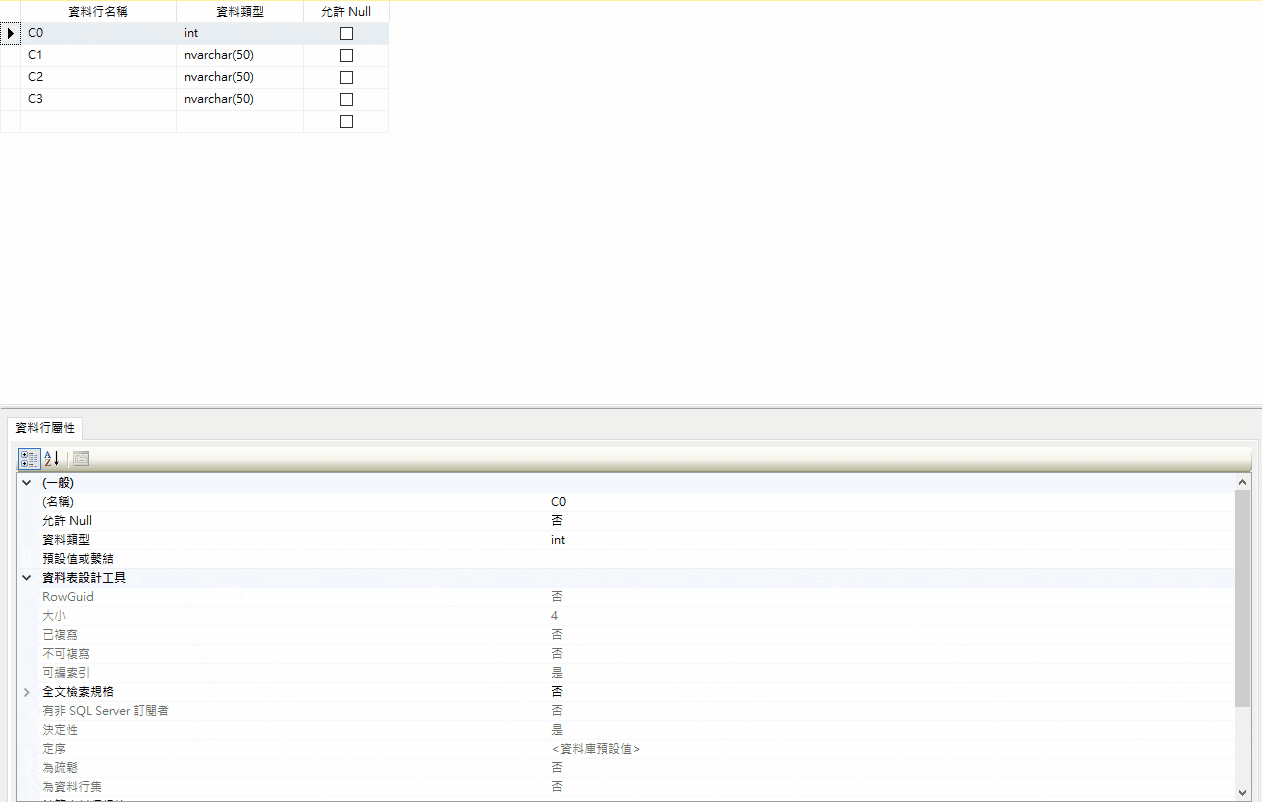 資料行名稱 資料類型 允許 Null
C0 int
C1 nvarchar(50)
C2 nvarchar(50)
C3 nvarchar(50)
資料行屬性
(一般)
(名稱) C0
允許 Null 否
資料類型 int
預設值或繫結
資料表設計工具
RowGuid 否
大小 4
已複寫 否
不可複寫 否
可編索引 是
全文檢索規格 否
有非 SQL Server 訂閱者 否
決定性 是
定序 <資料庫預設值>
為疏鬆 否
為資料行集 否